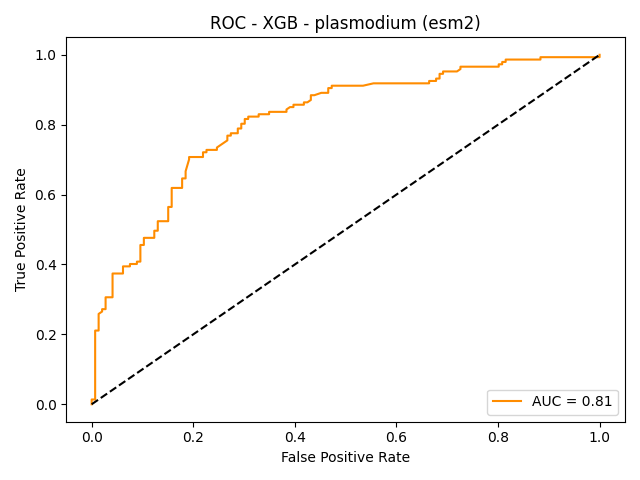 ROC - XGB - plasmodium (esm2)
True Positive Rate
1.0
0.8
0.6
0.4
0.2
0.0
AUC = 0.81
0.0 0.2 0.4 0.6 0.8 1.0
False Positive Rate